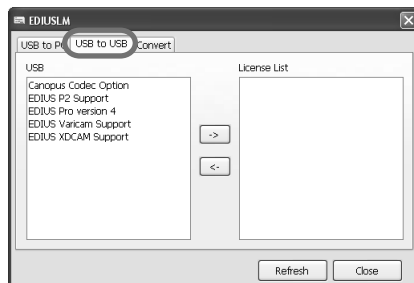 EDIUSLM
USB to P USB to USB Convert
USB License List
Canopus Codec Option
EDIUS P2 Support
EDIUS Pro version 4
EDIUS Varicam Support
EDIUS XDCAM Support
->
<-
Refresh Close